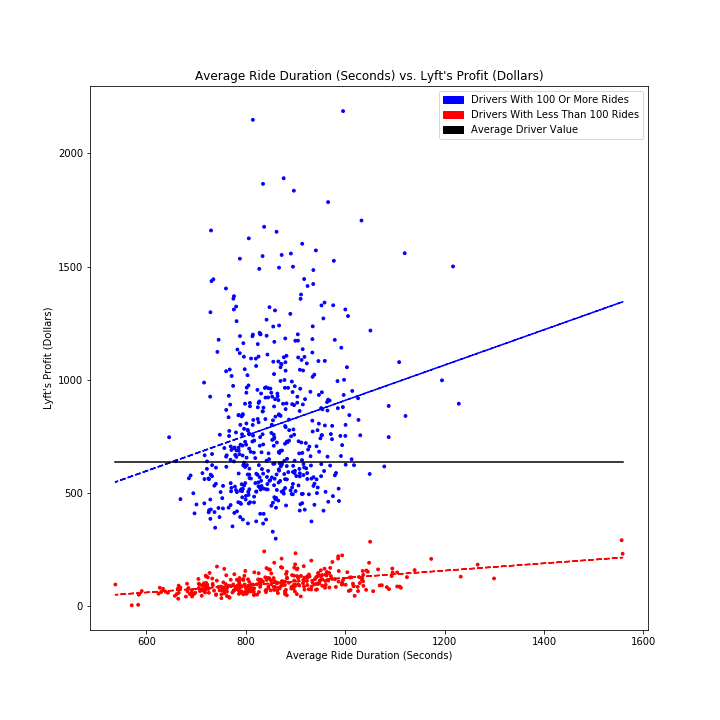 Average Ride Duration (Seconds) vs. Lyft's Profit (Dollars)
Drivers With 100 Or More Rides
Drivers With Less Than 100 Rides
Average Driver Value
Lyft's Profit (Dollars)
2000
1500
1000
500
0
600 800 1000 1200 1400 1600
Average Ride Duration (Seconds)